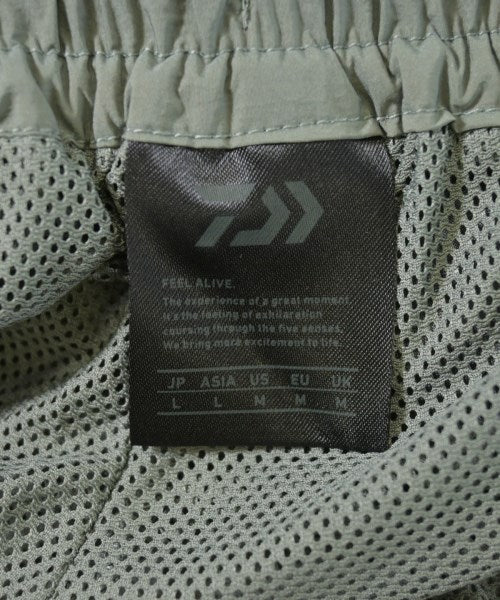 FEEL ALIVE.
The experience of a great moment.
It's the feeling of exhilaration
coursing through the five senses.
We bring more excitement to life.
JP ASIA US EU UK
L L M M M